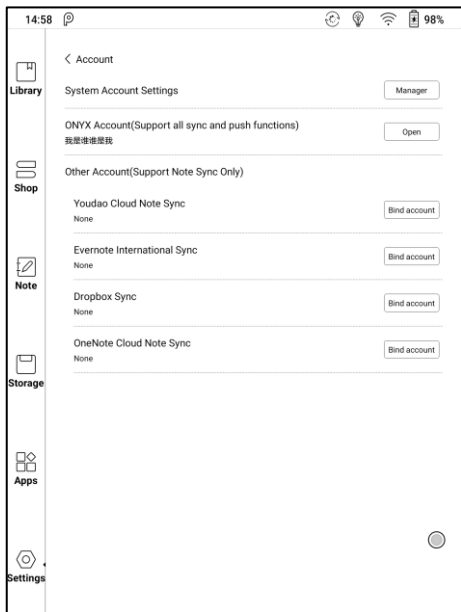 14:58 98%
Account
Library
System Account Settings Manager
ONYX Account(Support all sync and push functions) Open
我是谁谁是我
Other Account(Support Note Sync Only)
Shop
Youdao Cloud Note Sync Bind account
None
Evernote International Sync Bind account
None
Note
Dropbox Sync Bind account
None
OneNote Cloud Note Sync Bind account
None
Storage
Apps
Settings